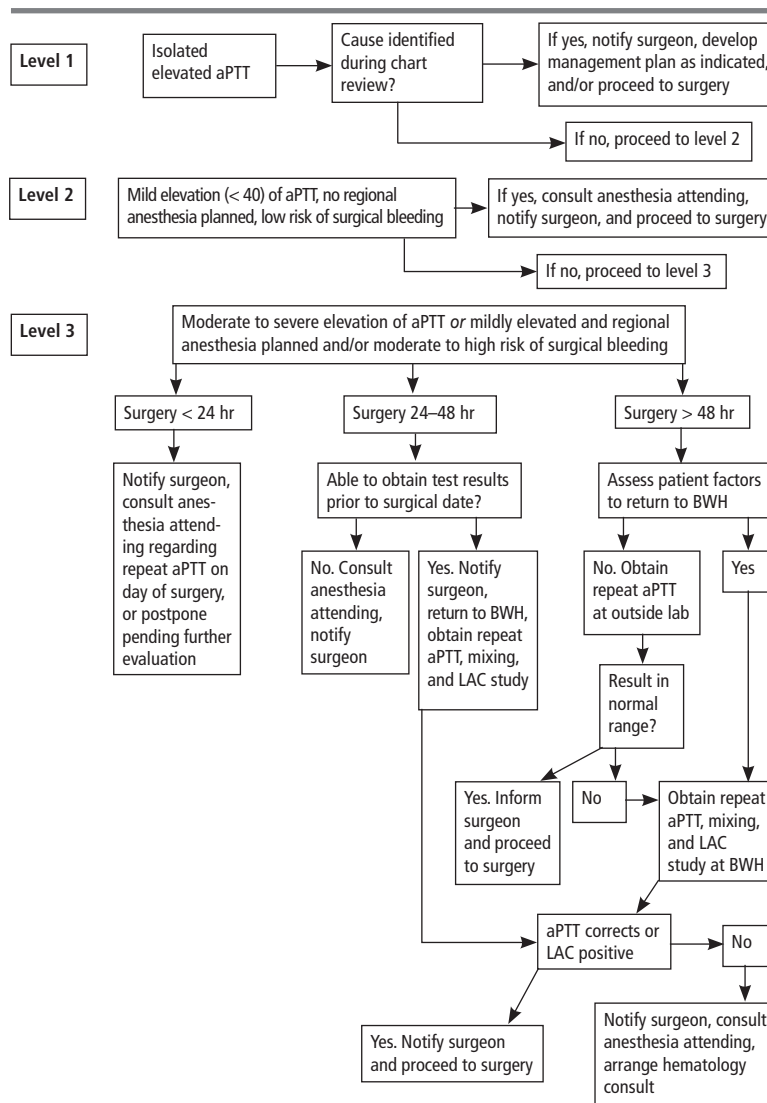 Level 1
Isolated
elevated aPTT
Cause identified
during chart
review?
If yes, notify surgeon, develop
management plan as indicated,
and/or proceed to surgery
If no, proceed to level 2
Level 2
Mild elevation (< 40) of aPTT, no regional
anesthesia planned, low risk of surgical bleeding
If yes, consult anesthesia attending,
notify surgeon, and proceed to surgery
If no, proceed to level 3
Level 3
Moderate to severe elevation of aPTT or mildly elevated and regional
anesthesia planned and/or moderate to high risk of surgical bleeding
Surgery < 24 hr
Notify surgeon,
consult anes-
thesia attend-
ing regarding
repeat aPTT on
day of surgery,
or postpone
pending further
evaluation
Surgery 24–48 hr
Able to obtain test results
prior to surgical date?
No. Consult
anesthesia
attending,
notify
surgeon
Yes. Notify
surgeon,
return to BWH,
obtain repeat
aPTT, mixing,
and LAC study
Surgery > 48 hr
Assess patient factors
to return to BWH
No. Obtain
repeat aPTT
at outside lab
Yes
Result in
normal
range?
Yes. Inform
surgeon
and proceed
to surgery
No
Obtain repeat
aPTT, mixing,
and LAC
study at BWH
aPTT corrects or
LAC positive
No
Yes. Notify surgeon
and proceed to surgery
Notify surgeon, consult
anesthesia attending,
arrange hematology
consult